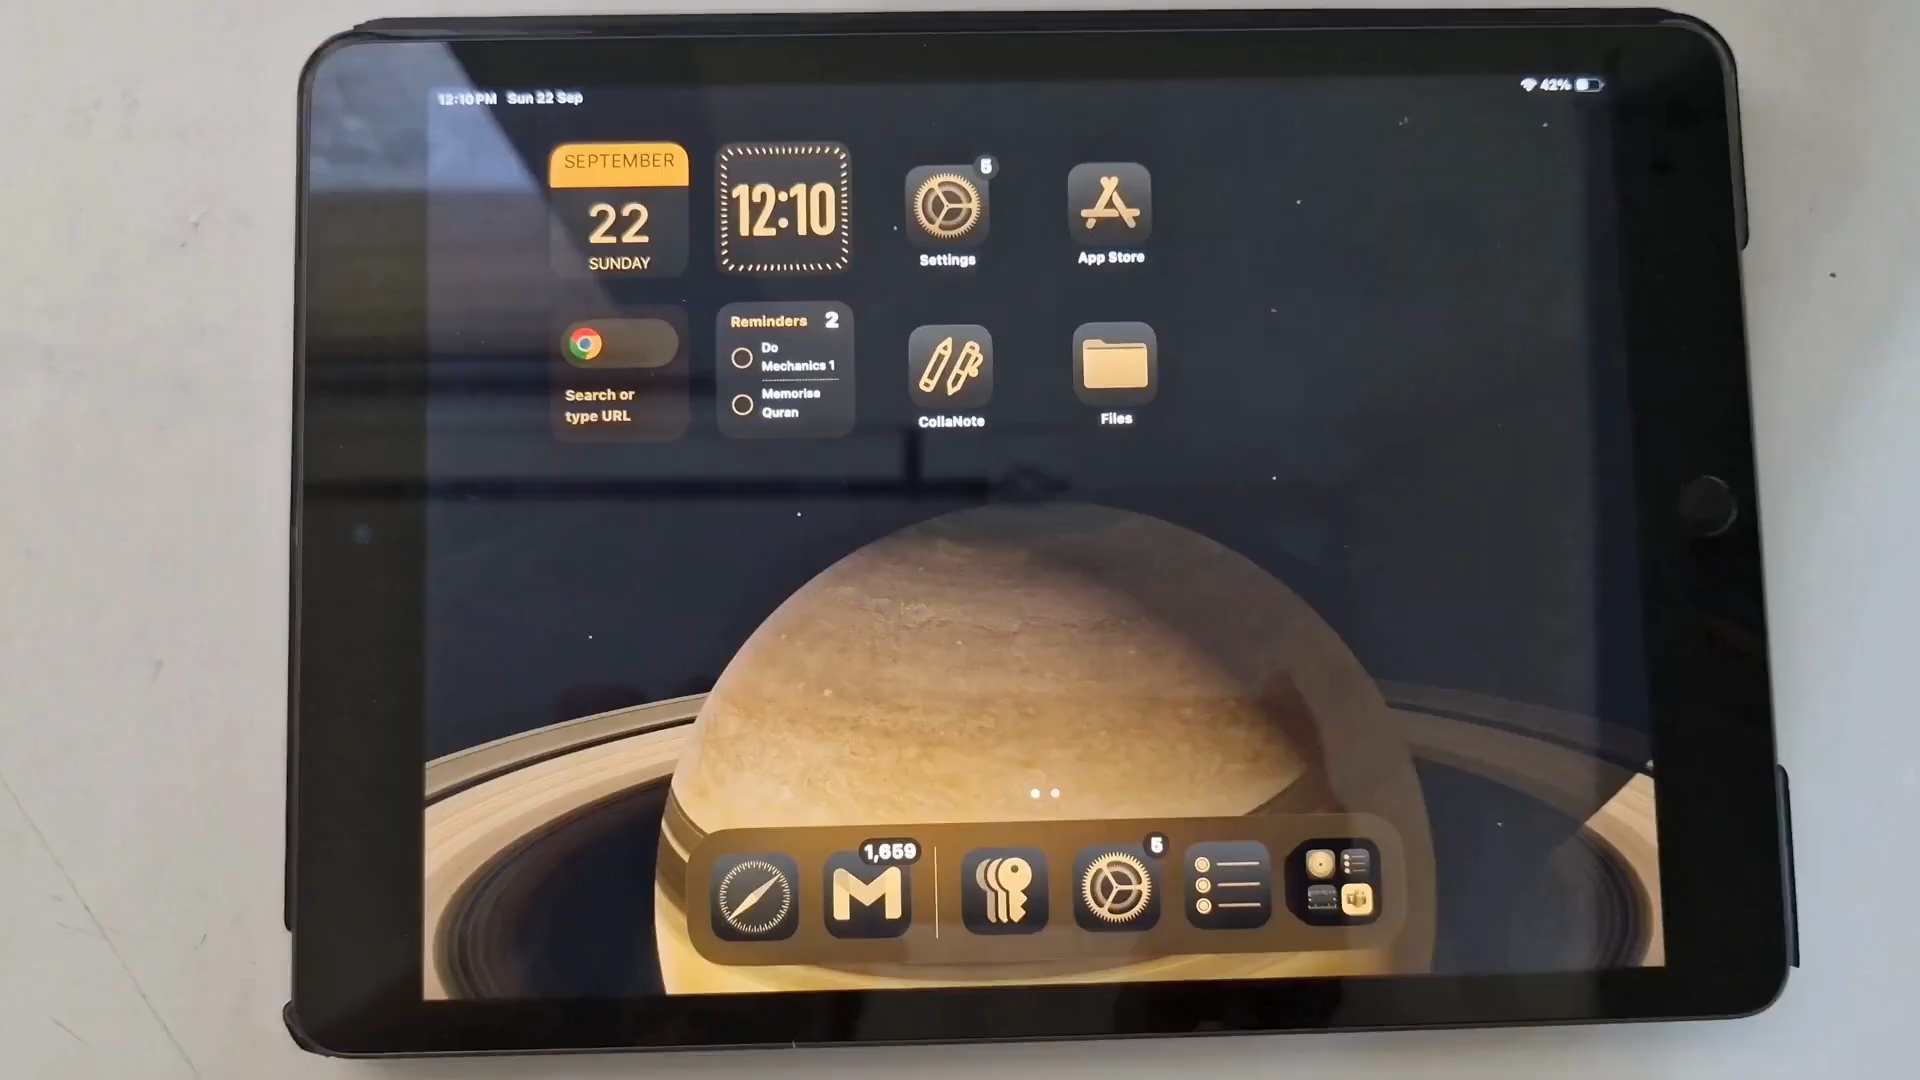 12:10 PM Sun 22 Sep
42%
SEPTEMBER
22
SUNDAY
12:10
5
Settings
App Store
Search or
type URL
Reminders 2
Do
Mechanics 1
Memorise
Quran
CollaNote
Files
1,659
5